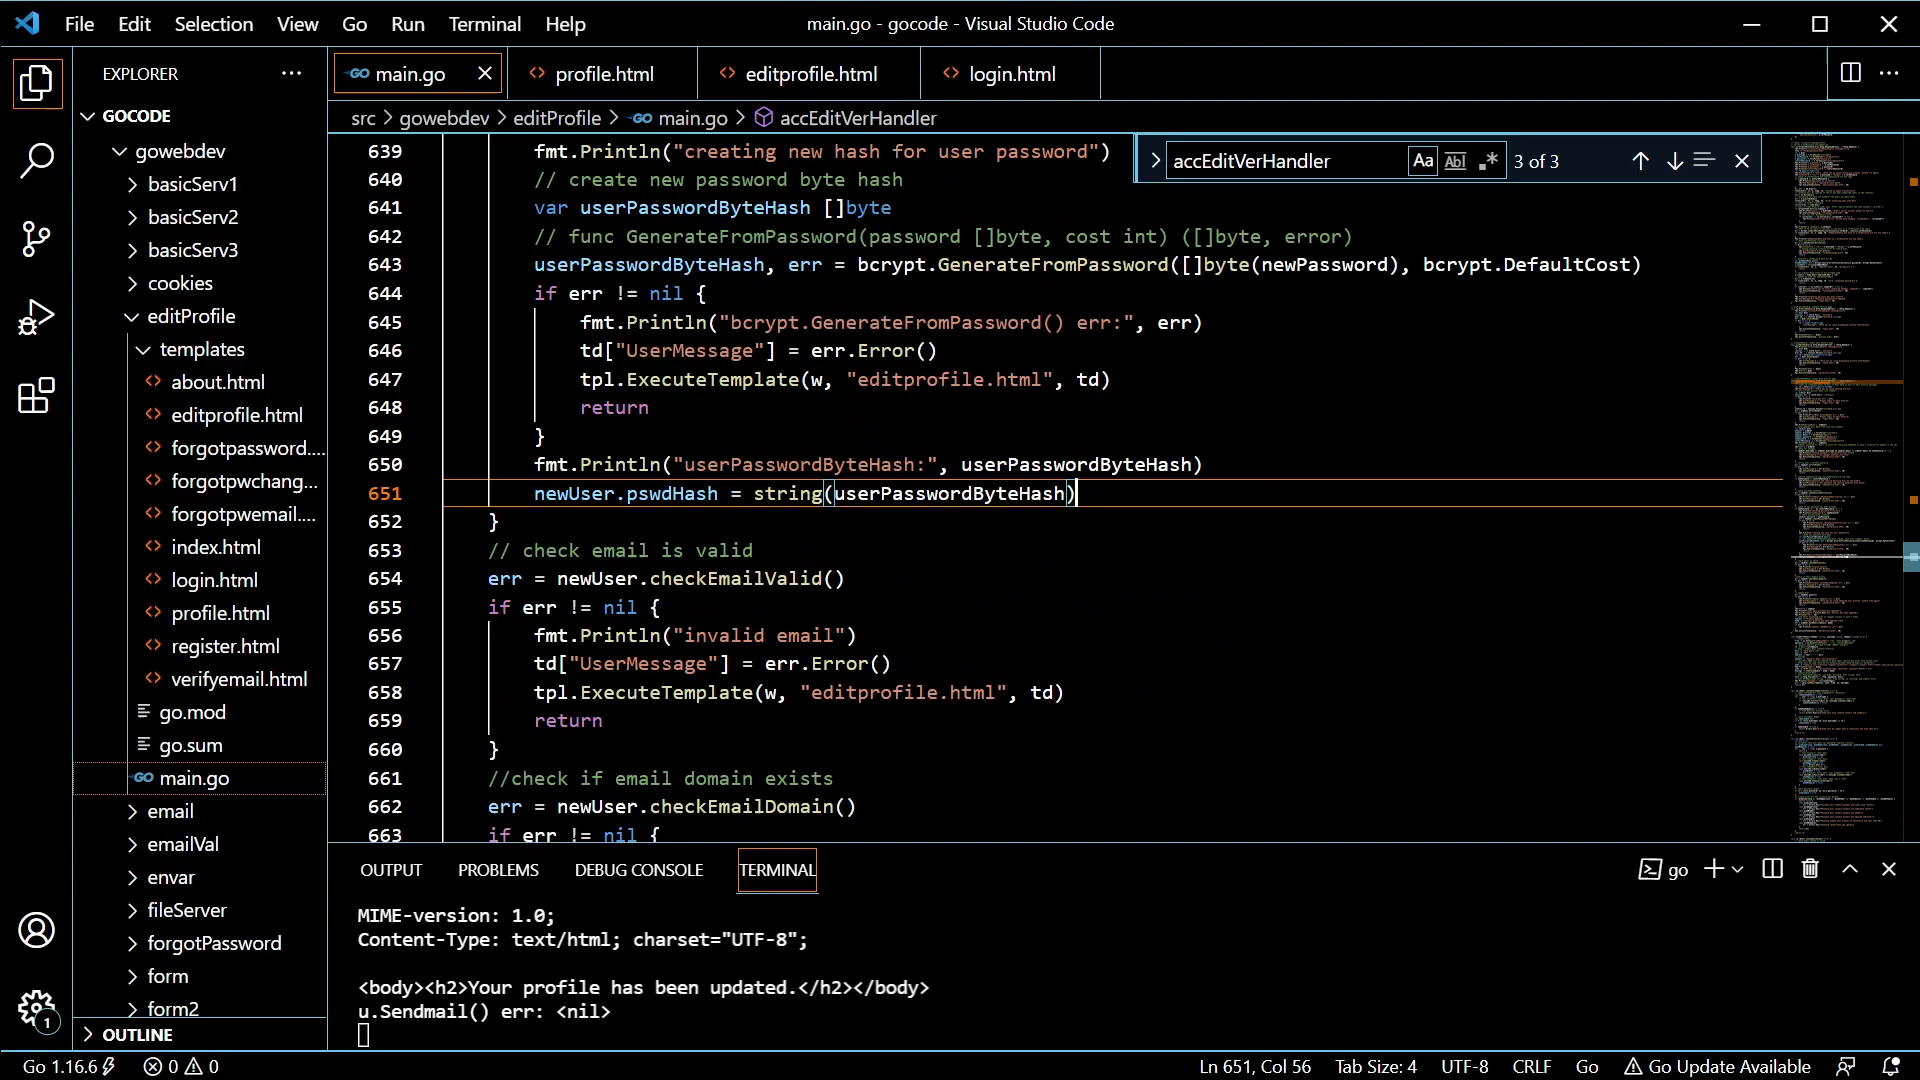 File Edit Selection View Go Run Terminal Help
main.go - gocode - Visual Studio Code
EXPLORER
GOCODE
gowebdev
basicServ1
basicServ2
basicServ3
cookies
editProfile
templates
about.html
editprofile.html
forgotpassword....
forgotpwchang...
forgotpwemail....
index.html
login.html
profile.html
register.html
verifyemail.html
go.mod
go.sum
main.go
email
emailVal
envar
fileServer
forgotPassword
form
form2
OUTLINE
1
main.go profile.html editprofile.html login.html
src > gowebdev > editProfile > main.go > accEditVerHandler
accEditVerHandler Aa Abl .* 3 of 3
639 fmt.Println("creating new hash for user password")
640 // create new password byte hash
641 var userPasswordByteHash []byte
642 // func GenerateFromPassword(password []byte, cost int) ([]byte, error)
643 userPasswordByteHash, err = bcrypt.GenerateFromPassword([]byte(newPassword), bcrypt.DefaultCost)
644 if err != nil {
645 fmt.Println("bcrypt.GenerateFromPassword() err:", err)
646 td["UserMessage"] = err.Error()
647 tpl.ExecuteTemplate(w, "editprofile.html", td)
648 return
649 }
650 fmt.Println("userPasswordByteHash:", userPasswordByteHash)
651 newUser.pswdHash = string(userPasswordByteHash)
652 }
653 // check email is valid
654 err = newUser.checkEmailValid()
655 if err != nil {
656 fmt.Println("invalid email")
657 td["UserMessage"] = err.Error()
658 tpl.ExecuteTemplate(w, "editprofile.html", td)
659 return
660 }
661 //check if email domain exists
662 err = newUser.checkEmailDomain()
663 if err != nil {
OUTPUT PROBLEMS DEBUG CONSOLE TERMINAL
go
MIME-version: 1.0;
Content-Type: text/html; charset="UTF-8";
<body><h2>Your profile has been updated.</h2></body>
u.Sendmail() err: <nil>
Go 1.16.6 0 0 Ln 651, Col 56 Tab Size: 4 UTF-8 CRLF Go Go Update Available